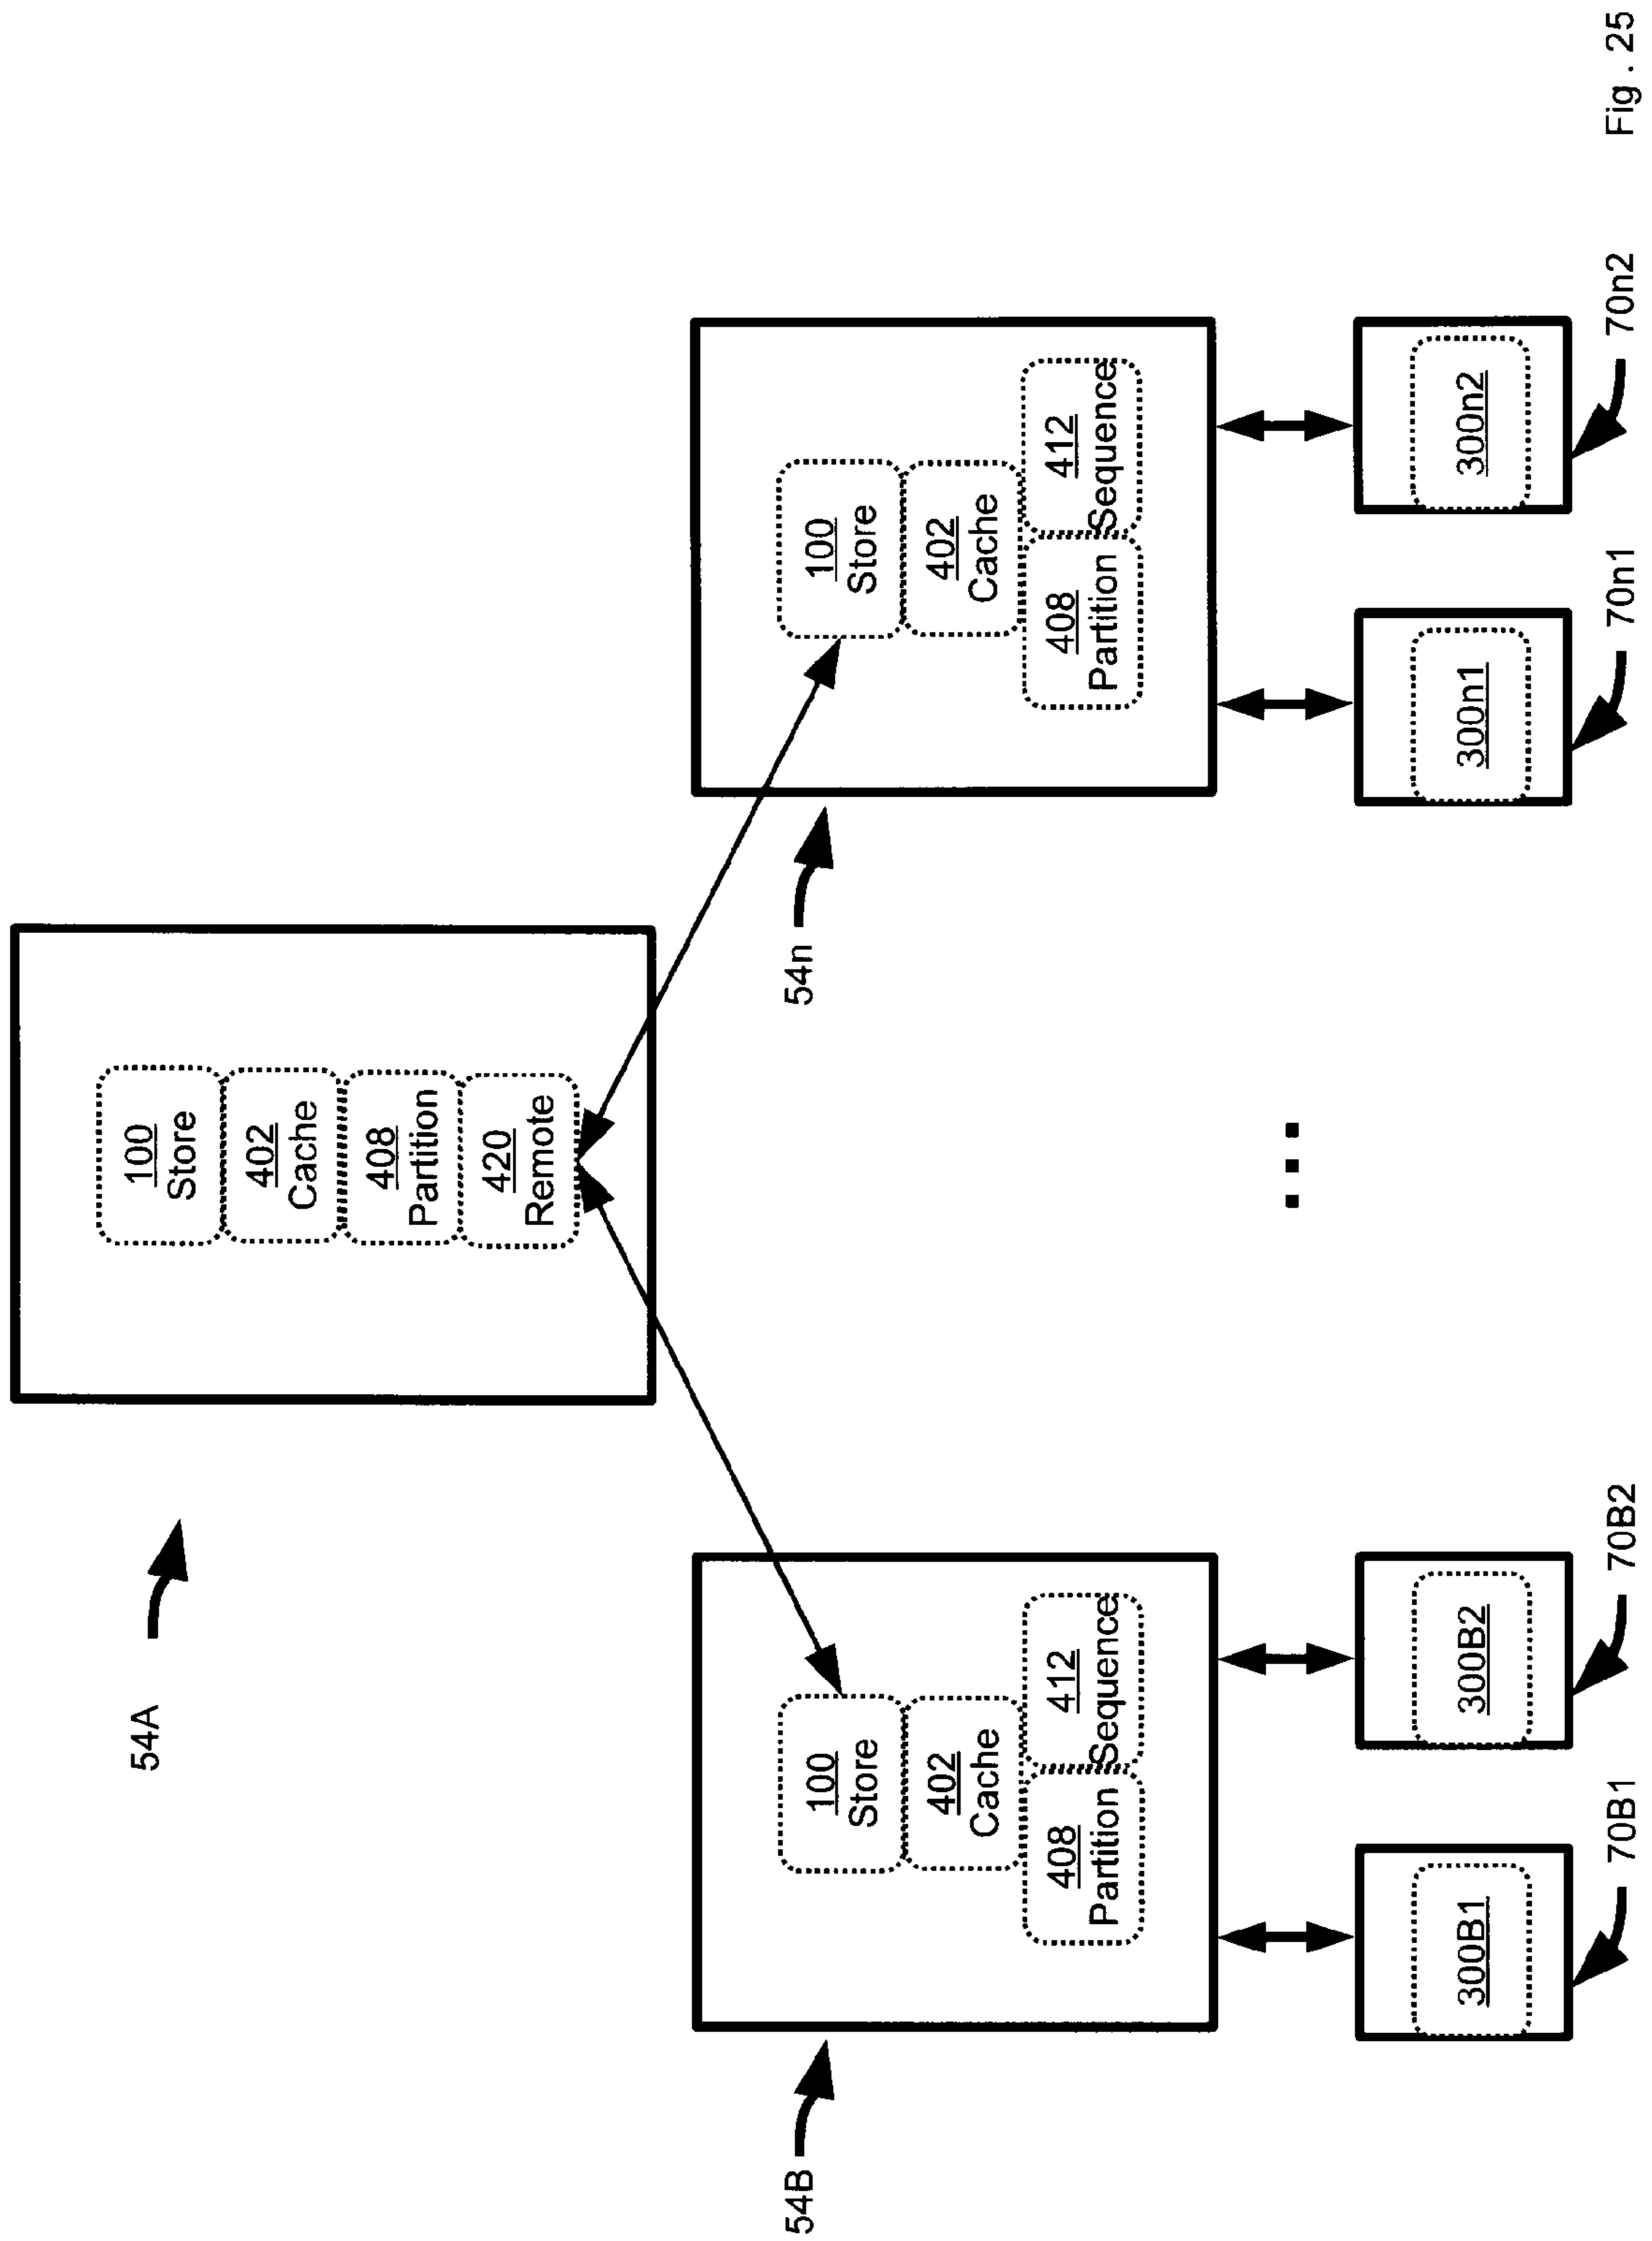 54A
100
Store
402
Cache
408
Partition
420
Remote
54B
100
Store
402
Cache
408
Partition
412
Sequence
54n
100
Store
402
Cache
408
Partition
412
Sequence
...
300B1
70B1
300B2
70B2
300n1
70n1
300n2
70n2
Fig . 25